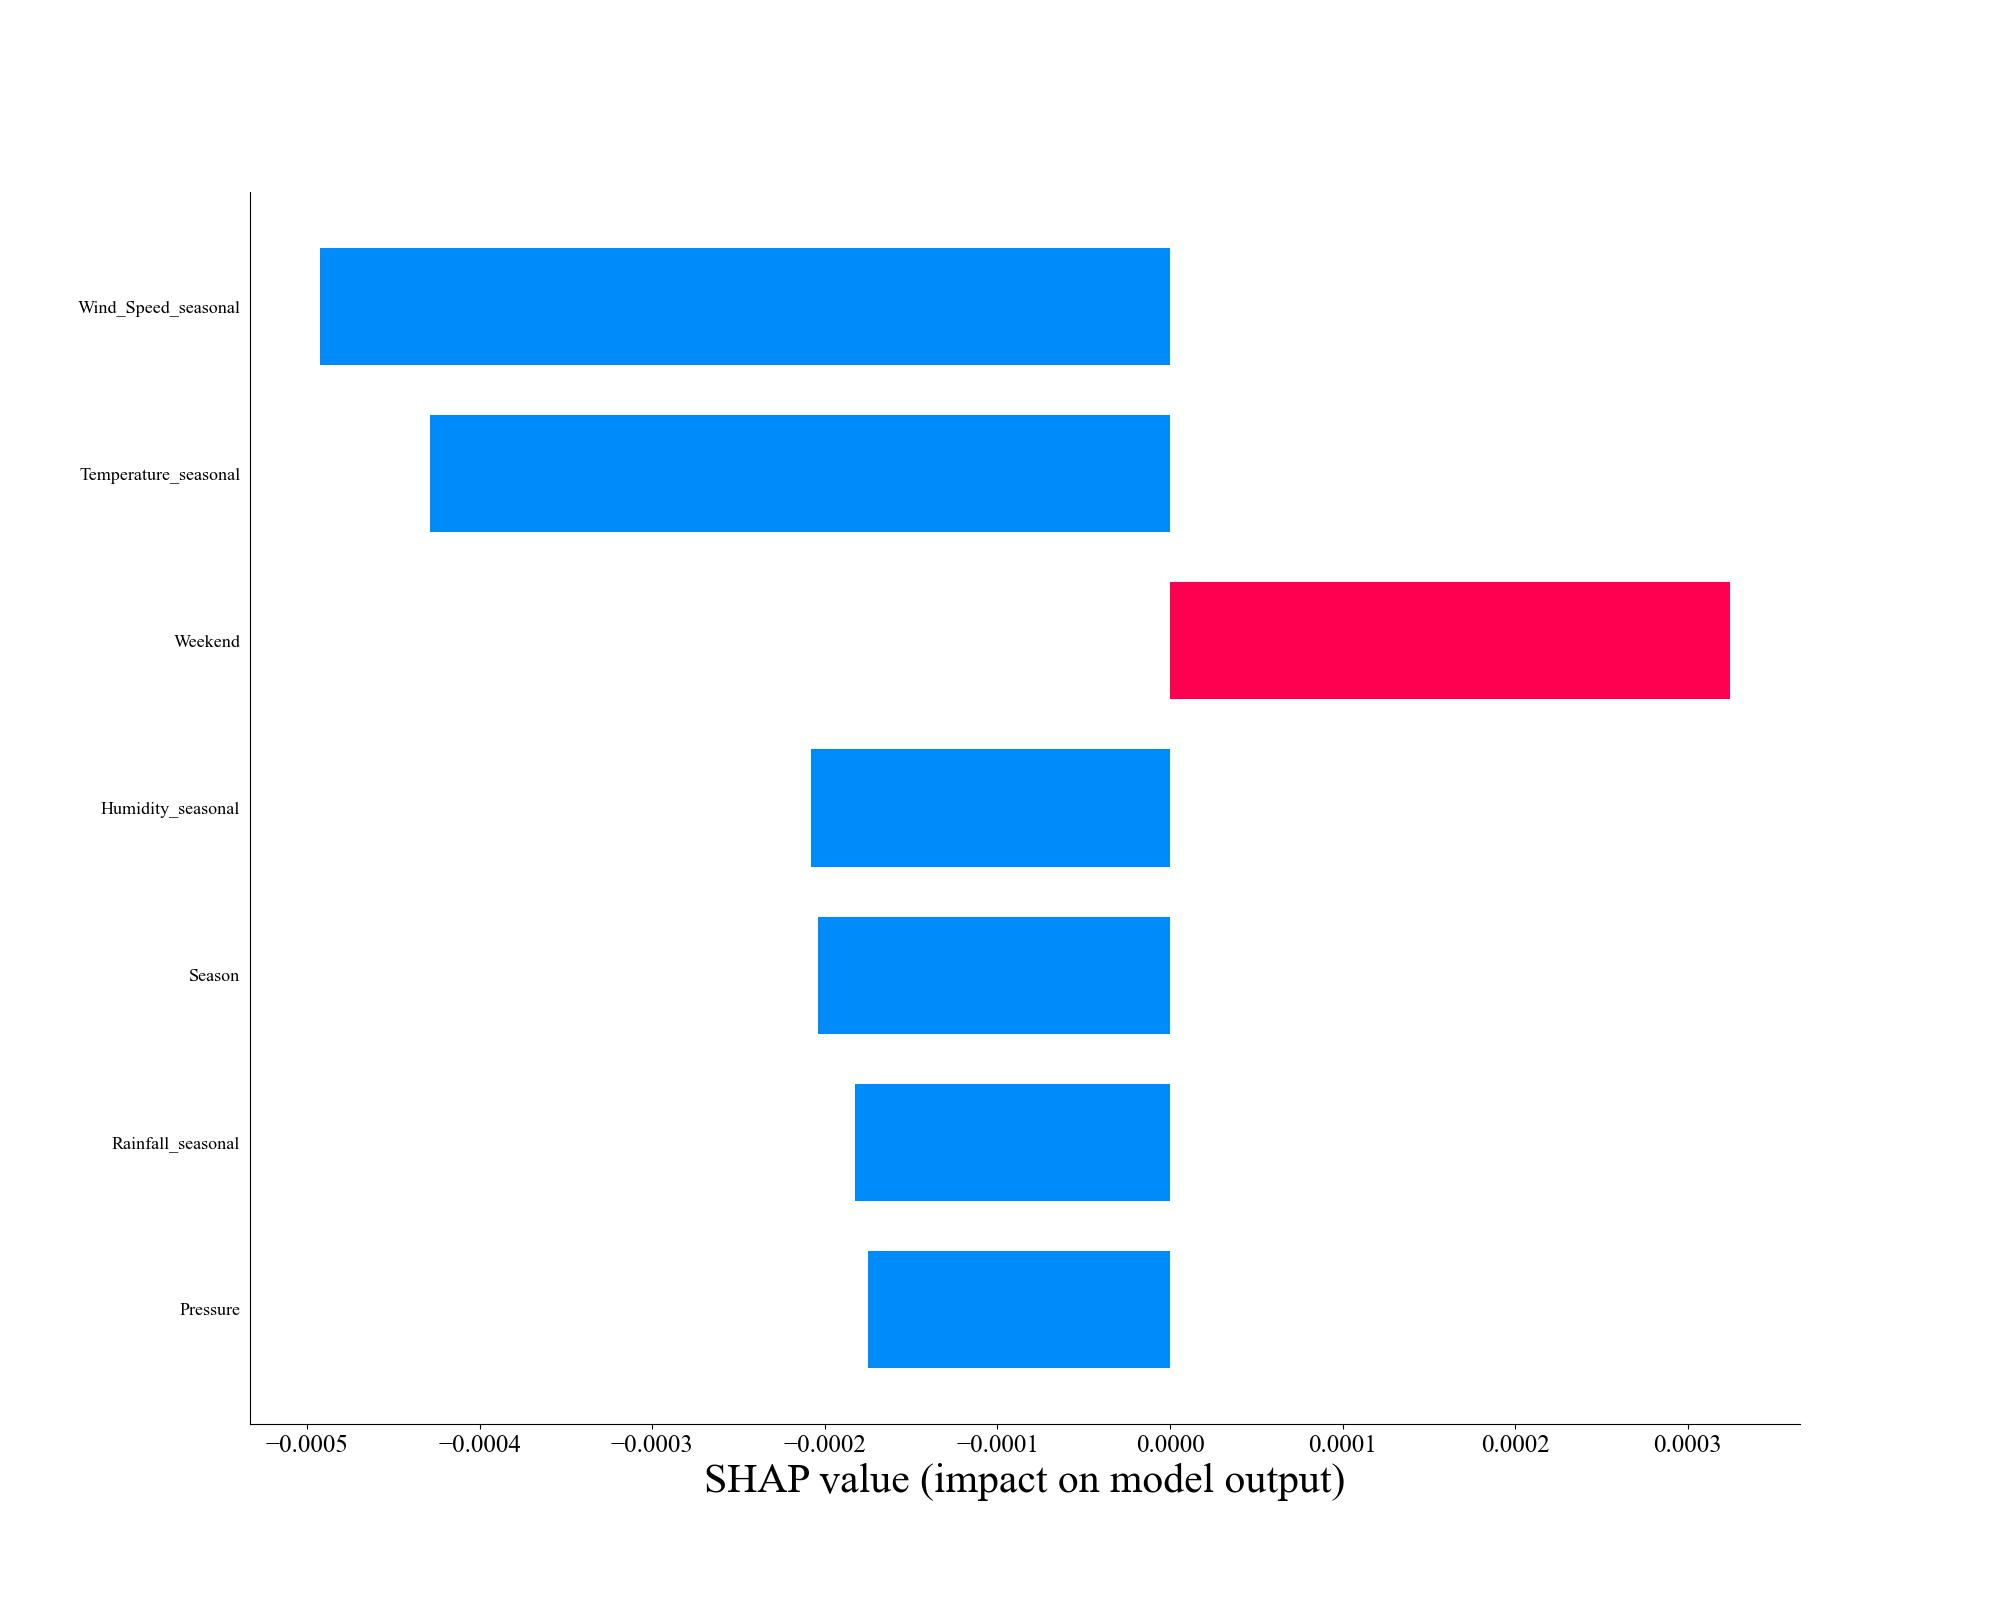 Wind_Speed_seasonal
Temperature_seasonal
Weekend
Humidity_seasonal
Season
Rainfall_seasonal
Pressure
−0.0005 −0.0004 −0.0003 −0.0002 −0.0001 0.0000 0.0001 0.0002 0.0003
SHAP value (impact on model output)